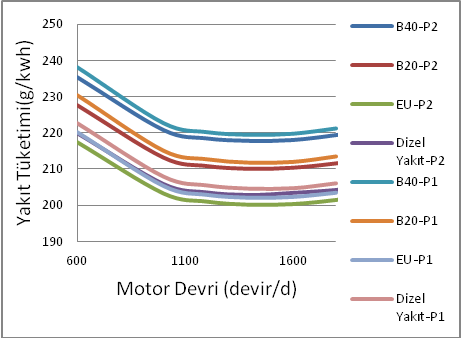 250
240
230
220
210
200
190
600
1100
1600
Yakıt Tüketimi(g/kwh)
Motor Devri (devir/d)
B40-P2
B20-P2
EU-P2
Dizel
Yakıt-P2
B40-P1
B20-P1
EU-P1
Dizel
Yakıt-P1